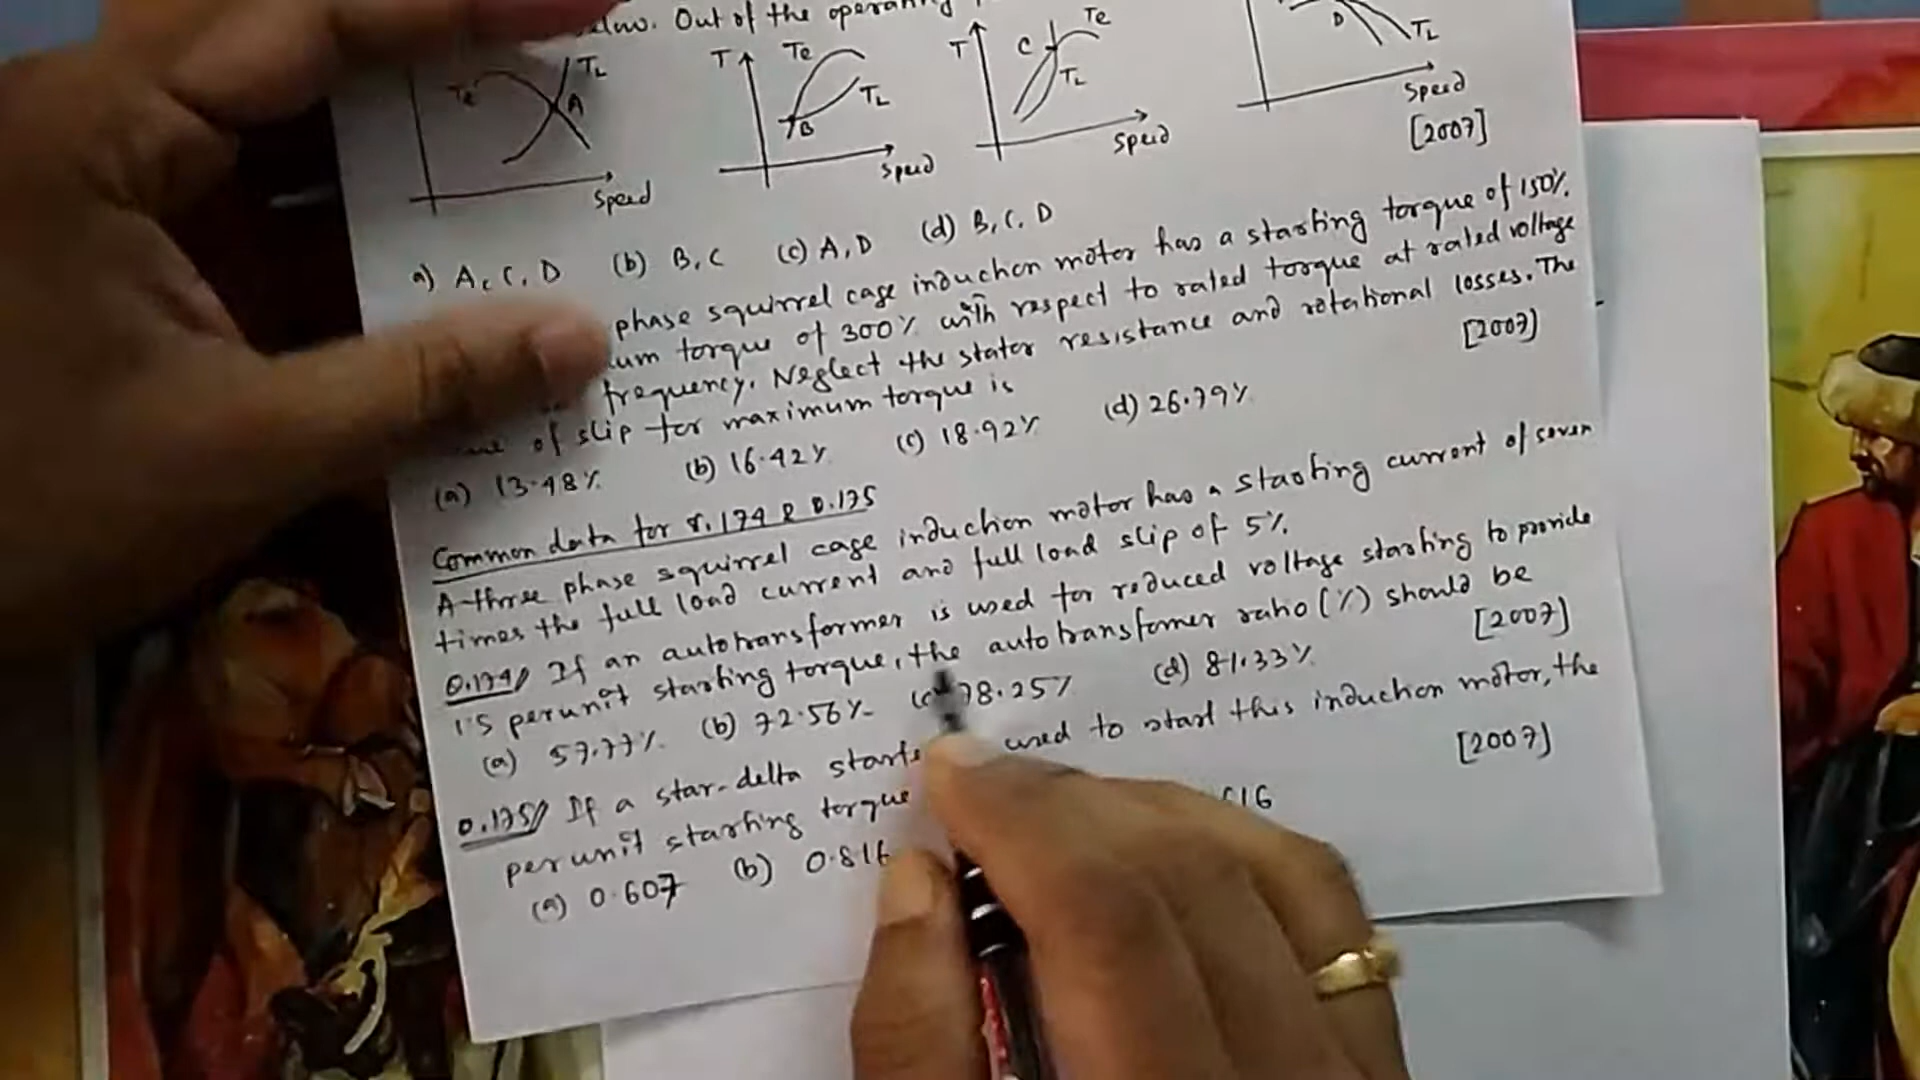 Out of the operating
Te TL A Speed
T Te TL B Speed
T C Te TL Speed
D TL Speed
[2007]
a) A, C, D (b) B, C (c) A, D (d) B, C, D
phase squirrel cage induction motor has a starting torque of 150%
torque of 300% with respect to rated torque at rated voltage
frequency. Neglect the stator resistance and rotational losses. The
of slip for maximum torque is [2007]
(a) 13.48% (b) 16.42% (c) 18.92% (d) 26.79%
Common data for Q.174 & Q.175
A three phase squirrel cage induction motor has a starting current of seven
times the full load current and full load slip of 5%.
Q.174) If an autotransformer is used for reduced voltage starting to provide
1.5 per unit starting torque, the autotransfomer ratio (%) should be
[2007]
(a) 57.77% (b) 72.56% (c) 78.25% (d) 81.33%
Q.175) If a star-delta used to start this induction motor, the
per unit starting torque [2007]
(a) 0.607 (b) 0.816 616